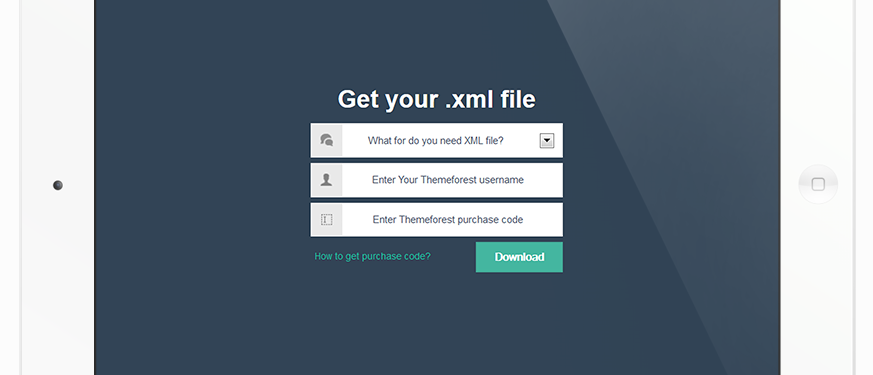 Get your .xml file
What for do you need XML file?
Enter Your Themeforest username
Enter Themeforest purchase code
How to get purchase code?
Download